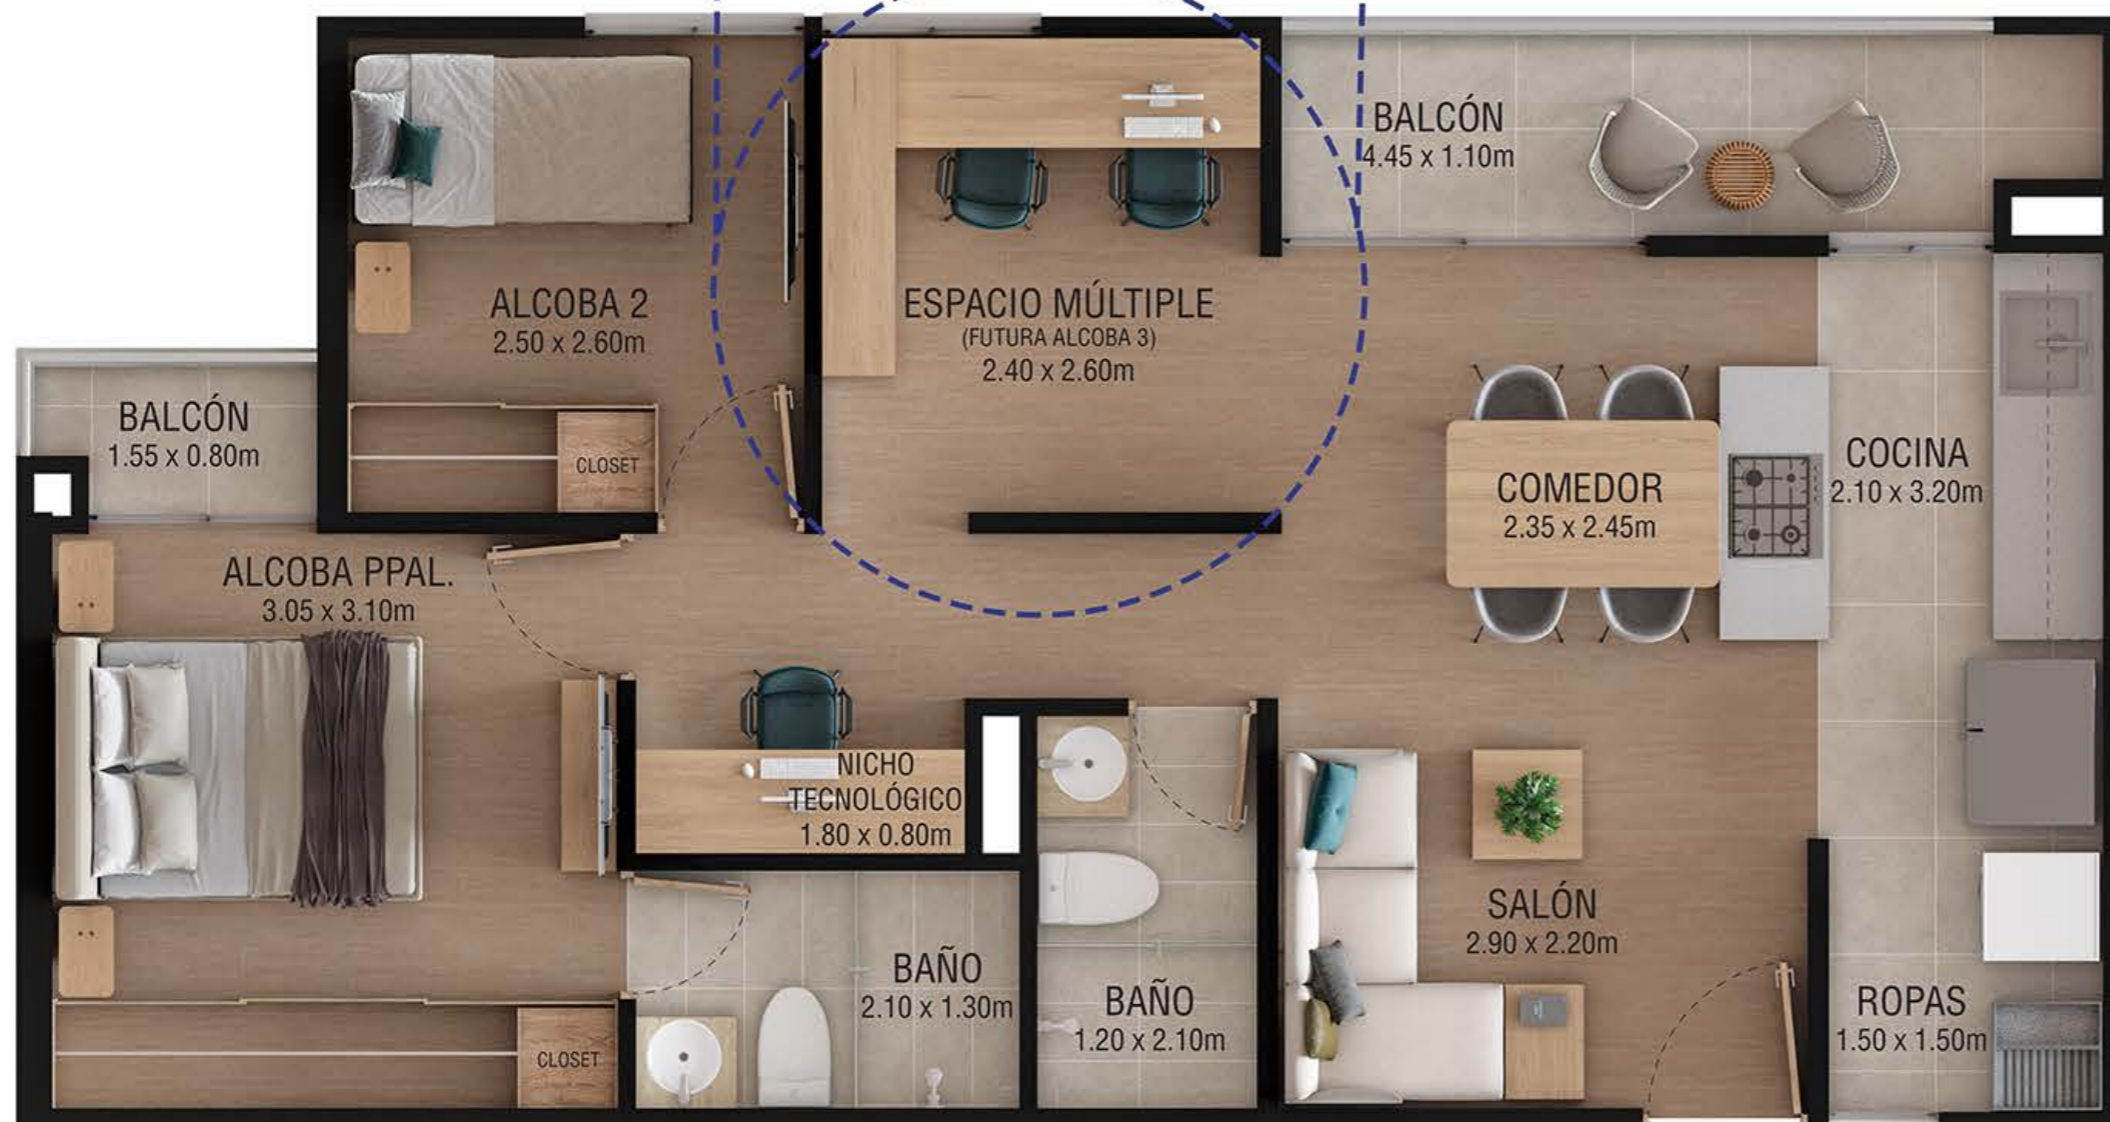 BALCÓN
4.45 x 1.10m
ALCOBA 2
2.50 x 2.60m
ESPACIO MÚLTIPLE
(FUTURA ALCOBA 3)
2.40 x 2.60m
BALCÓN
1.55 x 0.80m
CLOSET
COMEDOR
2.35 x 2.45m
COCINA
2.10 x 3.20m
ALCOBA PPAL.
3.05 x 3.10m
NICHO
TECNOLÓGICO
1.80 x 0.80m
SALÓN
2.90 x 2.20m
BAÑO
2.10 x 1.30m
BAÑO
1.20 x 2.10m
ROPAS
1.50 x 1.50m
CLOSET